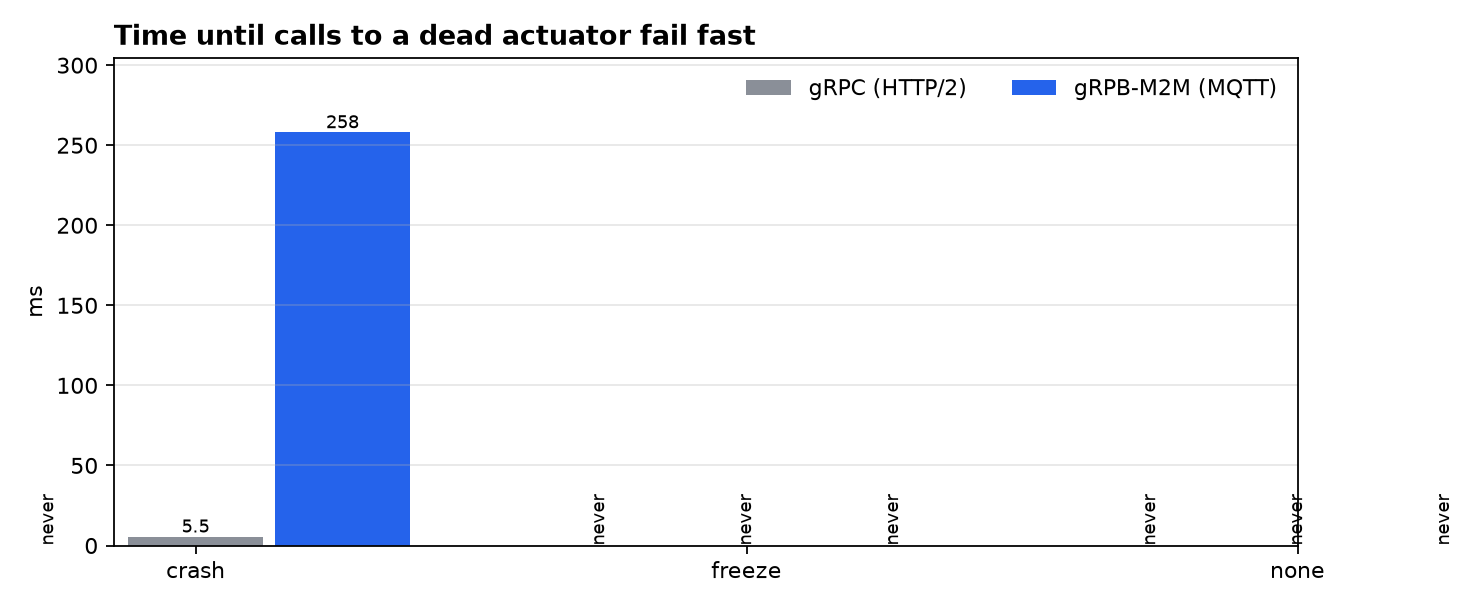 Time until calls to a dead actuator fail fast
300
gRPC (HTTP/2)
gRPB-M2M (MQTT)
258
250
200
ms
150
100
50
never
5.5
never
never
never
never
never
never
0
crash
freeze
none